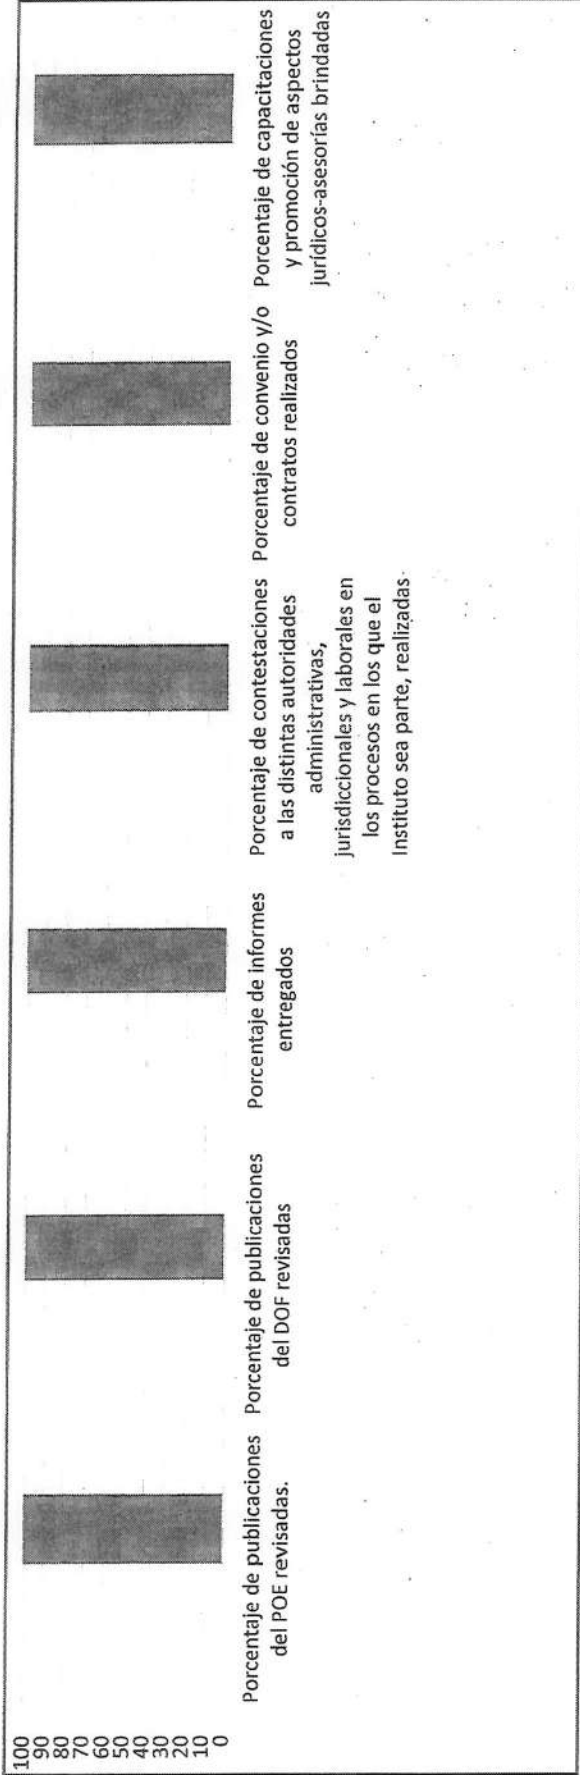 100
90
80
70
60
50
40
30
20
10
0
Porcentaje de publicaciones
del POE revisadas.
Porcentaje de publicaciones
del DOF revisadas
Porcentaje de informes
entregados
Porcentaje de contestaciones
a las distintas autoridades
administrativas,
jurisdiccionales y laborales en
los procesos en los que el
Instituto sea parte, realizadas
Porcentaje de convenio y/o
contratos realizados
Porcentaje de capacitaciones
y promoción de aspectos
jurídicos-asesorías brindadas